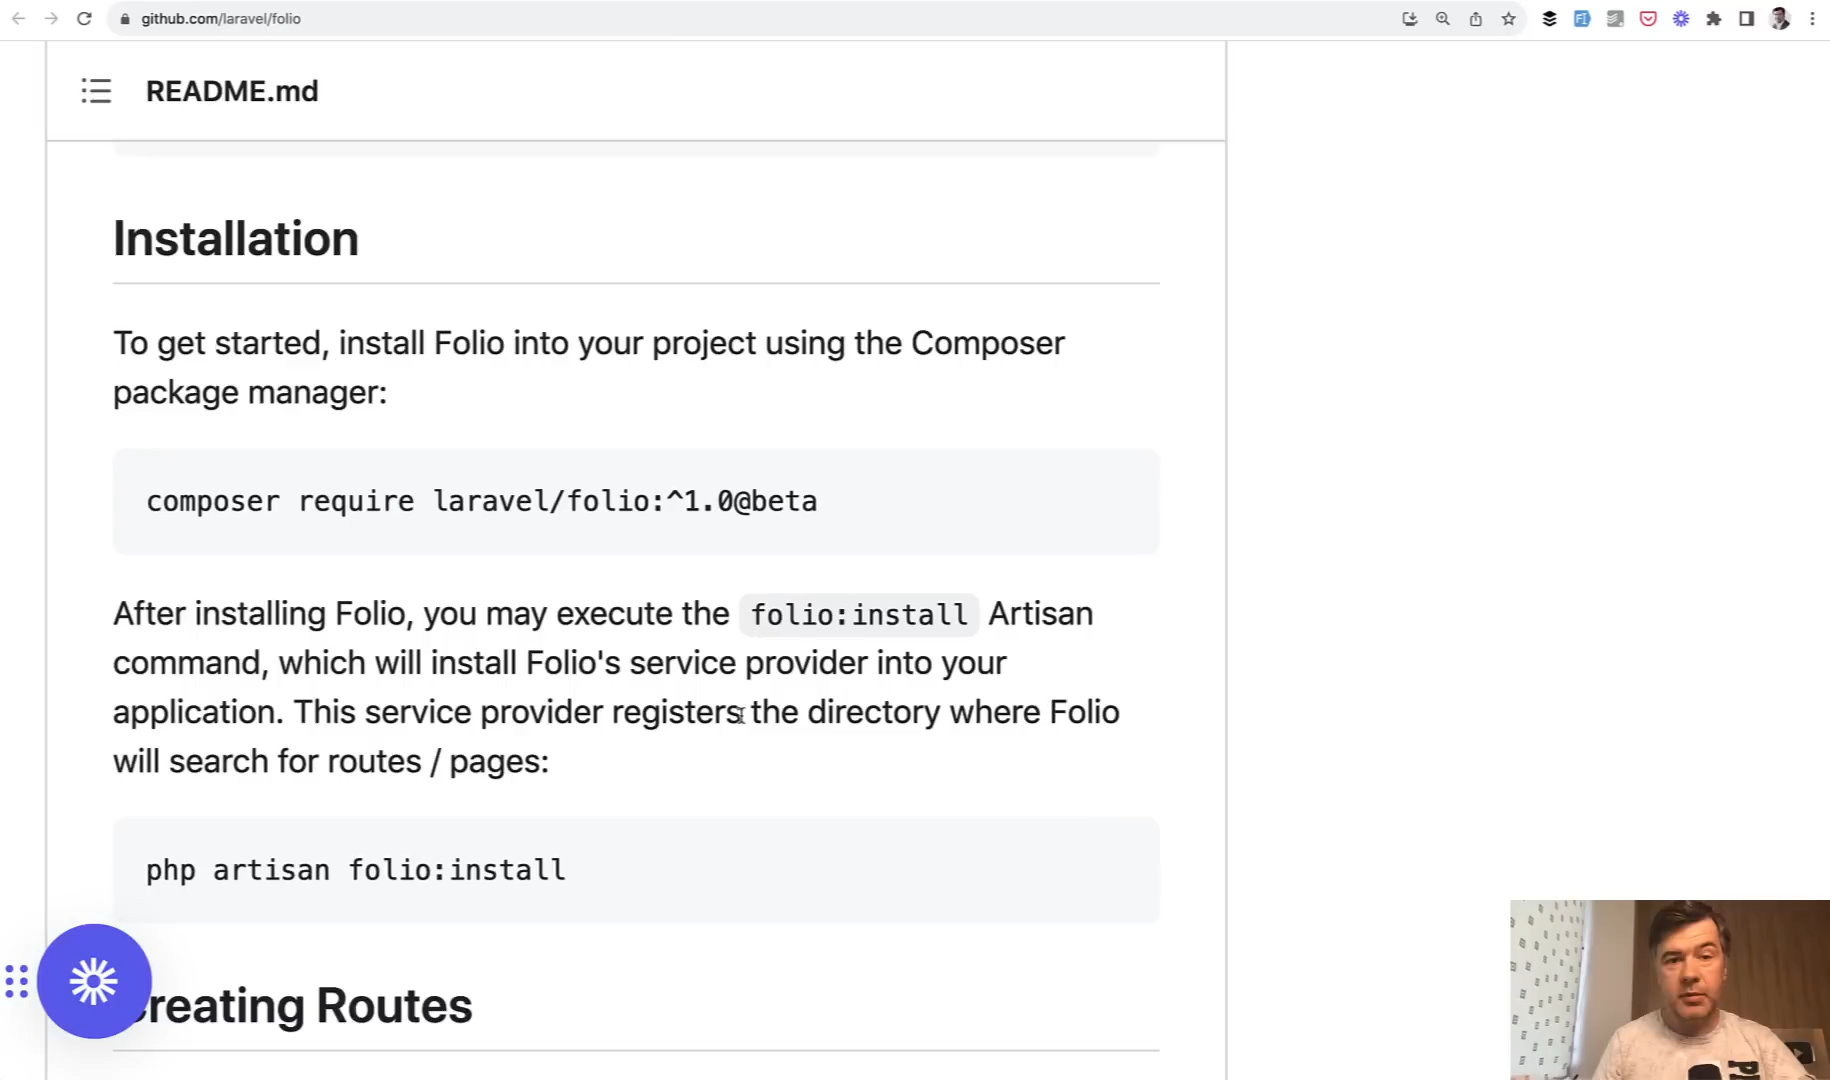 github.com/laravel/folio
README.md
Installation
To get started, install Folio into your project using the Composer
package manager:
composer require laravel/folio:^1.0@beta
After installing Folio, you may execute the folio:install Artisan
command, which will install Folio's service provider into your
application. This service provider registers the directory where Folio
will search for routes / pages:
php artisan folio:install
reating Routes